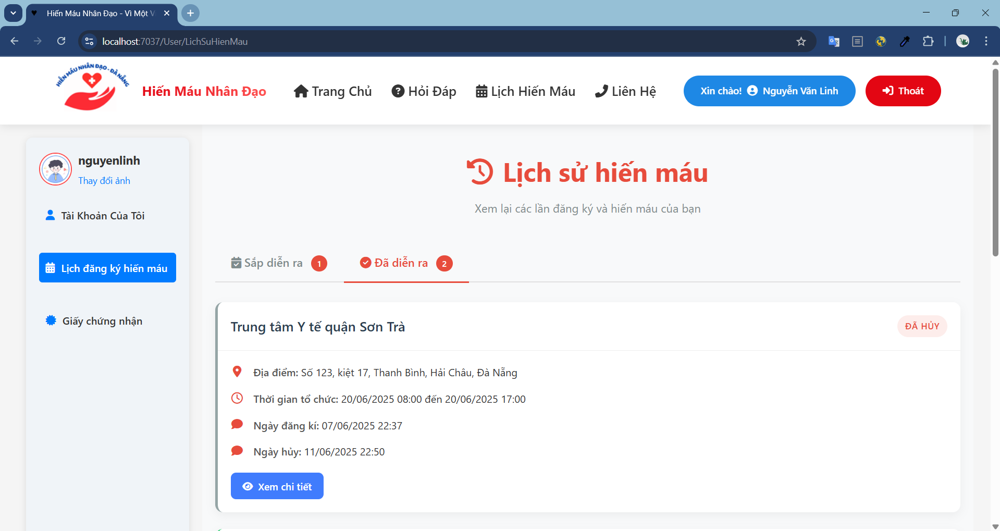 Hiến Máu Nhân Đạo - Vì Một V
localhost:7037/User/LichSuHienMau
HIẾN MÁU NHÂN ĐẠO - ĐÀ NẴNG
Hiến Máu Nhân Đạo
Trang Chủ
Hỏi Đáp
Lịch Hiến Máu
Liên Hệ
Xin chào! Nguyễn Văn Linh
Thoát
nguyenlinh
Thay đổi ảnh
Tài Khoản Của Tôi
Lịch đăng ký hiến máu
Giấy chứng nhận
Lịch sử hiến máu
Xem lại các lần đăng ký và hiến máu của bạn
Sắp diễn ra 1
Đã diễn ra 2
Trung tâm Y tế quận Sơn Trà
ĐÃ HỦY
Địa điểm: Số 123, kiệt 17, Thanh Bình, Hải Châu, Đà Nẵng
Thời gian tổ chức: 20/06/2025 08:00 đến 20/06/2025 17:00
Ngày đăng kí: 07/06/2025 22:37
Ngày hủy: 11/06/2025 22:50
Xem chi tiết